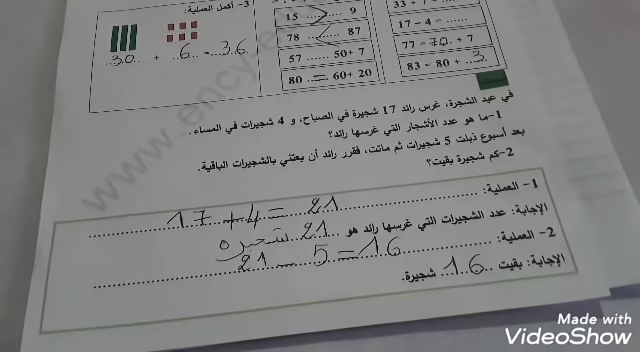 3- أكمل العملية:
30 + 6 = 36
15 ........ > 9
78 ........ < 87
57 ...... 50+ 7
80 ..=.. 60+ 20
17 – 4 = .......
77 = 70 + 7
83 = 80 + 3
في عيد الشجرة، غرس رائد 17 شجيرة في الصباح، و 4 شجيرات في المساء.
1-ما هو عدد الأشجار التي غرسها رائد؟
بعد أسبوع ذبلت 5 شجيرات ثم ماتت، فقرر رائد أن يعتني بالشجيرات الباقية.
2-كم شجيرة بقيت؟
1- العملية: 17 + 4 = 21
الإجابة: عدد الشجيرات التي غرسها رائد هو 21 شجيرة
2- العملية: 21 – 5 = 16
الإجابة: بقيت 16 شجيرة.
www.ency-e
Made with
VideoShow